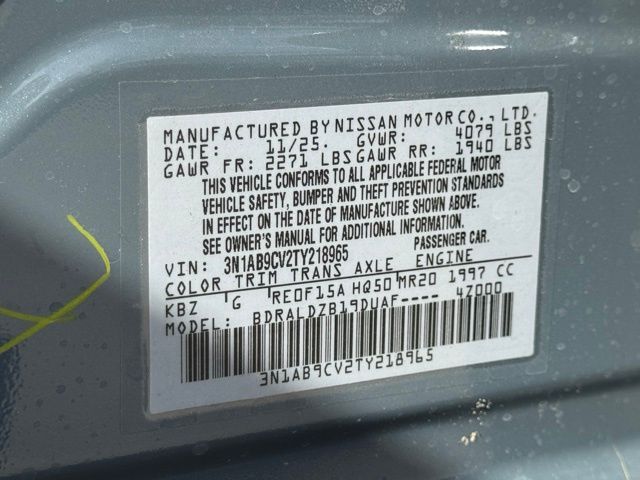 MANUFACTURED BY NISSAN MOTOR CO., LTD.
DATE: 11/25. GVWR: 4079 LBS
GAWR FR: 2271 LBS GAWR RR: 1940 LBS
THIS VEHICLE CONFORMS TO ALL APPLICABLE FEDERAL MOTOR
VEHICLE SAFETY, BUMPER AND THEFT PREVENTION STANDARDS
IN EFFECT ON THE DATE OF MANUFACTURE SHOWN ABOVE.
SEE OWNER'S MANUAL FOR ADDITIONAL INFORMATION.
VIN: 3N1AB9CV2TY218965 PASSENGER CAR.
COLOR TRIM TRANS AXLE ENGINE
KBZ G RE0F15A HQ50 MR20 1997 CC
MODEL: BDRALDZB19DUAF---- 4Z000
3N1AB9CV2TY218965